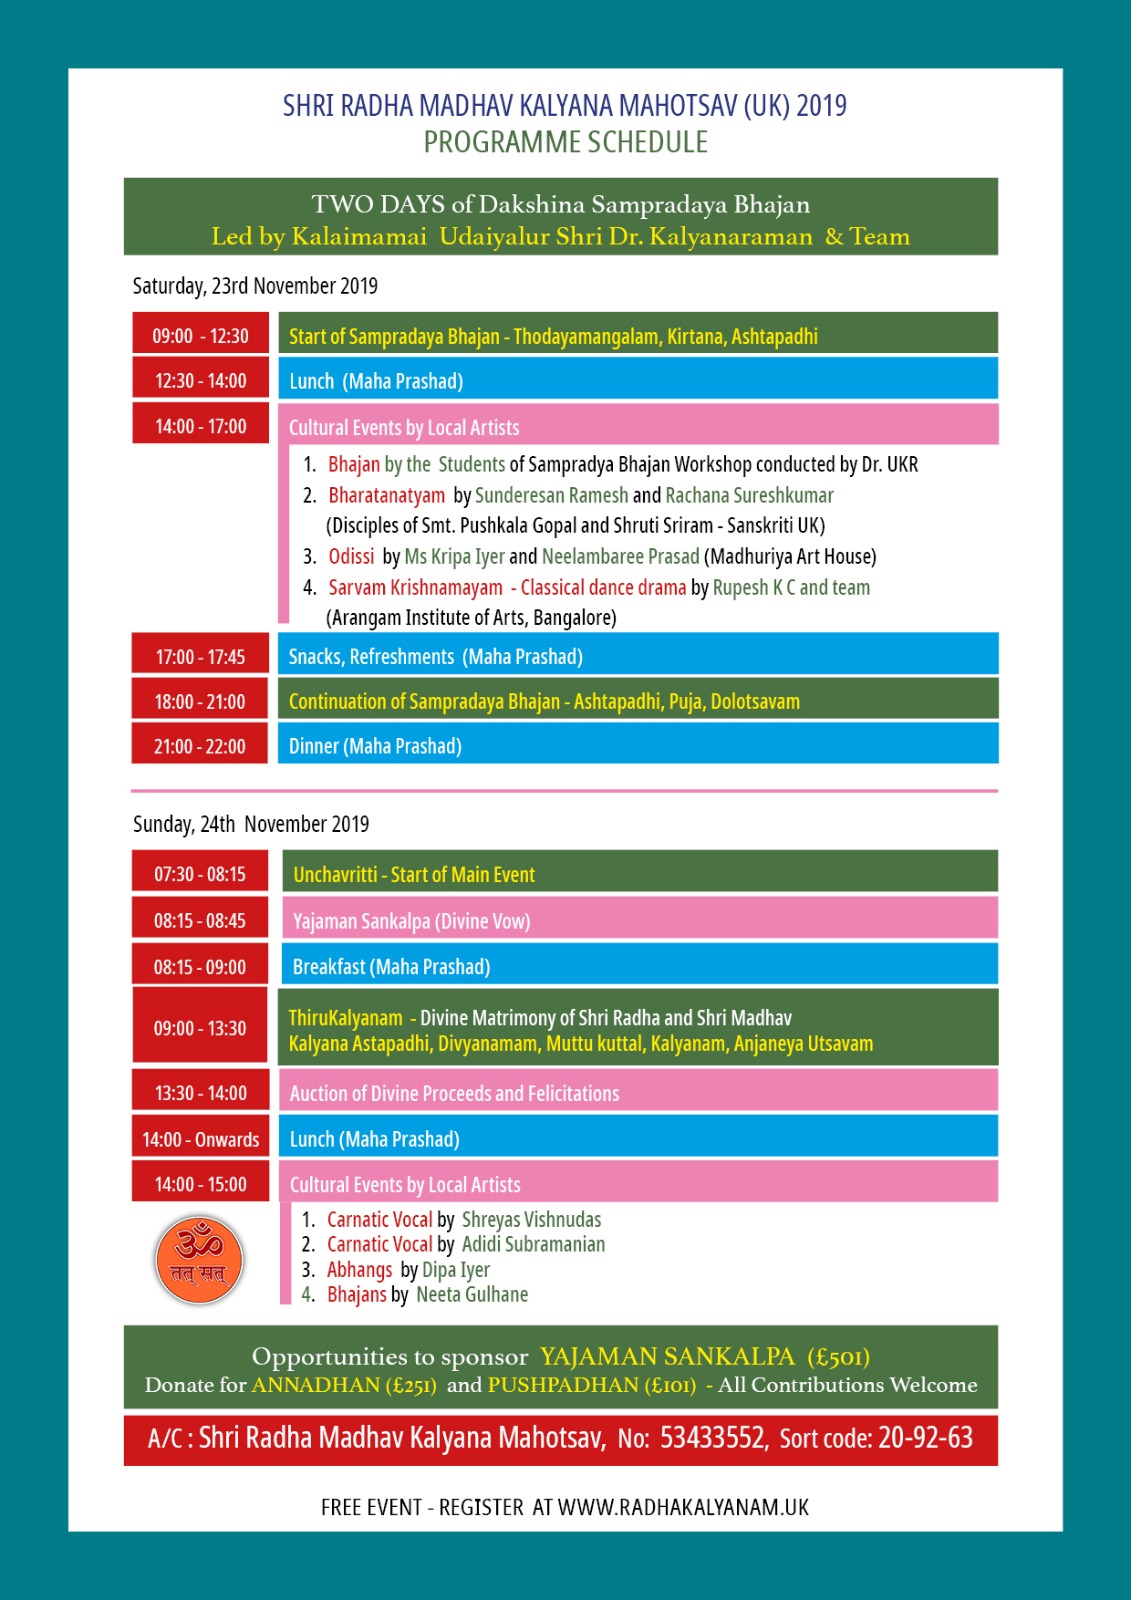 SHRI RADHA MADHAV KALYANA MAHOTSAV (UK) 2019
PROGRAMME SCHEDULE
TWO DAYS of Dakshina Sampradaya Bhajan
Led by Kalaimamai Udaiyalur Shri Dr. Kalyanaraman & Team
Saturday, 23rd November 2019
09:00 - 12:30 Start of Sampradaya Bhajan - Thodayamangalam, Kirtana, Ashtapadhi
12:30 - 14:00 Lunch (Maha Prashad)
14:00 - 17:00 Cultural Events by Local Artists
1. Bhajan by the Students of Sampradya Bhajan Workshop conducted by Dr. UKR
2. Bharatanatyam by Sunderesan Ramesh and Rachana Sureshkumar
(Disciples of Smt. Pushkala Gopal and Shruti Sriram - Sanskriti UK)
3. Odissi by Ms Kripa Iyer and Neelambaree Prasad (Madhuriya Art House)
4. Sarvam Krishnamayam - Classical dance drama by Rupesh K C and team
(Arangam Institute of Arts, Bangalore)
17:00 - 17:45 Snacks, Refreshments (Maha Prashad)
18:00 - 21:00 Continuation of Sampradaya Bhajan - Ashtapadhi, Puja, Dolotsavam
21:00 - 22:00 Dinner (Maha Prashad)
Sunday, 24th November 2019
07:30 - 08:15 Unchavritti - Start of Main Event
08:15 - 08:45 Yajaman Sankalpa (Divine Vow)
08:15 - 09:00 Breakfast (Maha Prashad)
09:00 - 13:30 ThiruKalyanam - Divine Matrimony of Shri Radha and Shri Madhav
Kalyana Astapadhi, Divyanamam, Muttu kuttal, Kalyanam, Anjaneya Utsavam
13:30 - 14:00 Auction of Divine Proceeds and Felicitations
14:00 - Onwards Lunch (Maha Prashad)
14:00 - 15:00 Cultural Events by Local Artists
1. Carnatic Vocal by Shreyas Vishnudas
2. Carnatic Vocal by Adidi Subramanian
3. Abhangs by Dipa Iyer
4. Bhajans by Neeta Gulhane
ॐ
तत् सत्
Opportunities to sponsor YAJAMAN SANKALPA (£501)
Donate for ANNADHAN (£251) and PUSHPADHAN (£101) - All Contributions Welcome
A/C : Shri Radha Madhav Kalyana Mahotsav, No: 53433552, Sort code: 20-92-63
FREE EVENT - REGISTER AT WWW.RADHAKALYANAM.UK